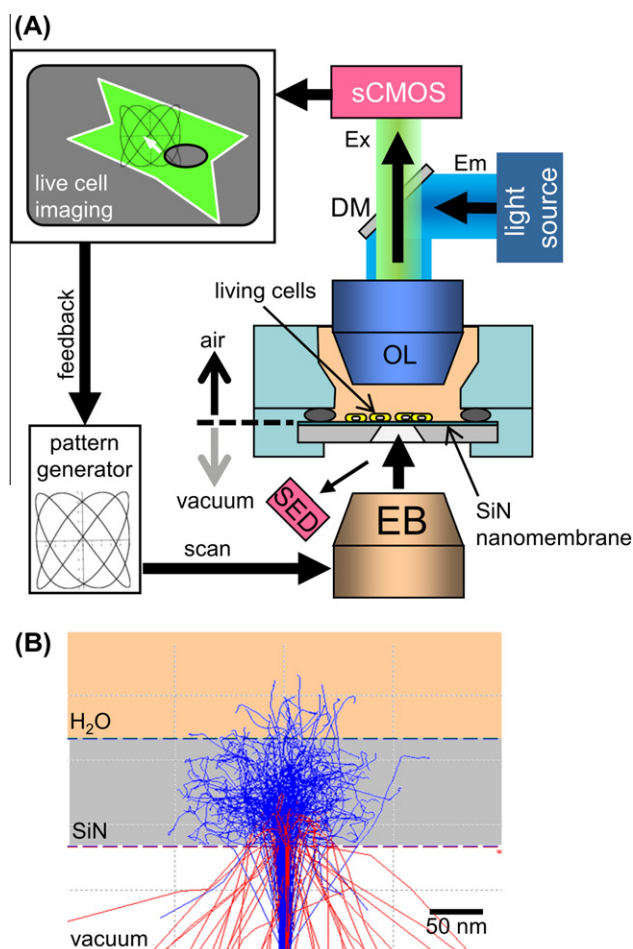 (A)
sCMOS
Ex
Em
DM
light
source
live cell
imaging
living cells
OL
air
feedback
pattern
generator
vacuum
SED
EB
SiN
nanomembrane
scan
(B)
H₂O
SiN
vacuum
50 nm